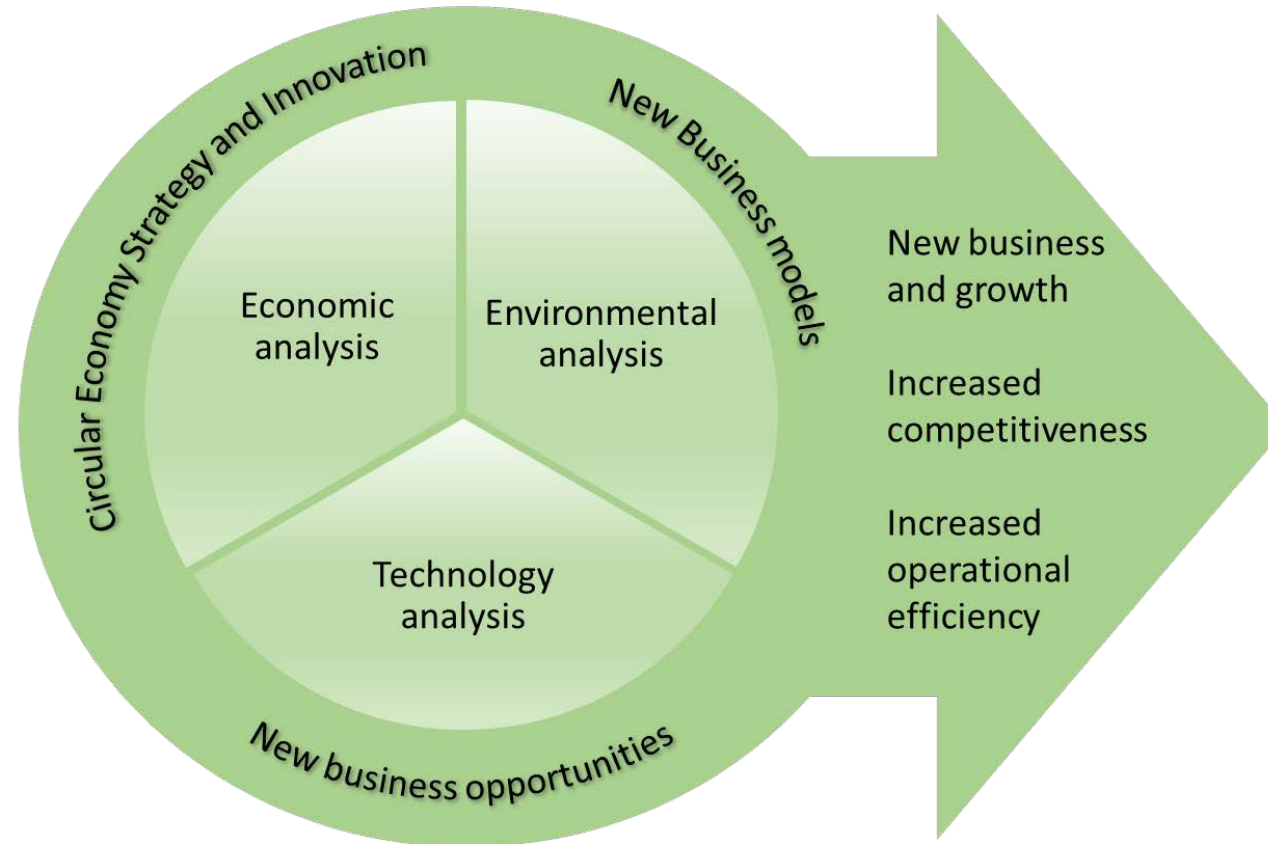 Circular Economy Strategy and Innovation
New Business models
Economic
analysis
Environmental
analysis
Technology
analysis
New business opportunities
New business
and growth
Increased
competitiveness
Increased
operational
efficiency